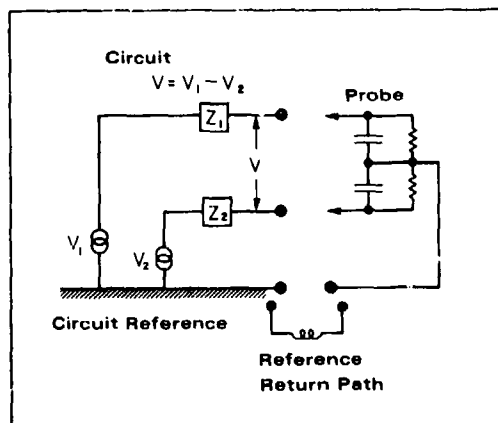 Circuit
V = V₁ − V₂
Probe
Z₁
V
Z₂
V₁
V₂
Circuit Reference
Reference
Return Path